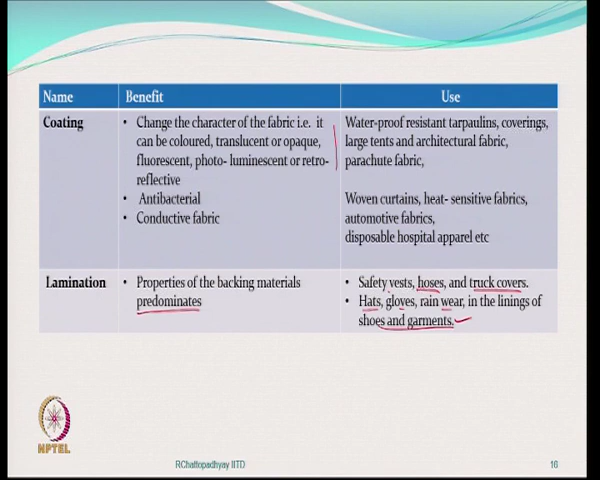 Name Benefit Use
Coating
• Change the character of the fabric i.e. it
can be coloured, translucent or opaque,
fluorescent, photo- luminescent or retro-
reflective
• Antibacterial
• Conductive fabric
Water-proof resistant tarpaulins, coverings,
large tents and architectural fabric,
parachute fabric,
Woven curtains, heat- sensitive fabrics,
automotive fabrics,
disposable hospital apparel etc
Lamination
• Properties of the backing materials
predominates
• Safety vests, hoses, and truck covers.
• Hats, gloves, rain wear, in the linings of
shoes and garments.
NPTEL
RChattopadhyay IITD
16